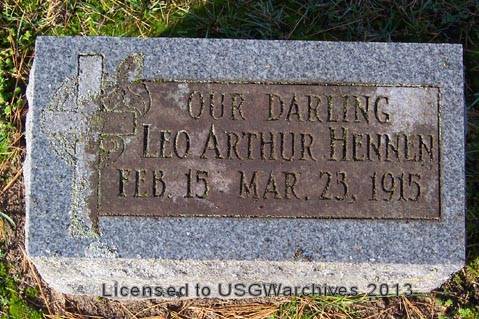 OUR DARLING
LEO ARTHUR HENNEN
FEB. 15 - MAR. 23, 1915
Licensed to USGWarchives 2013